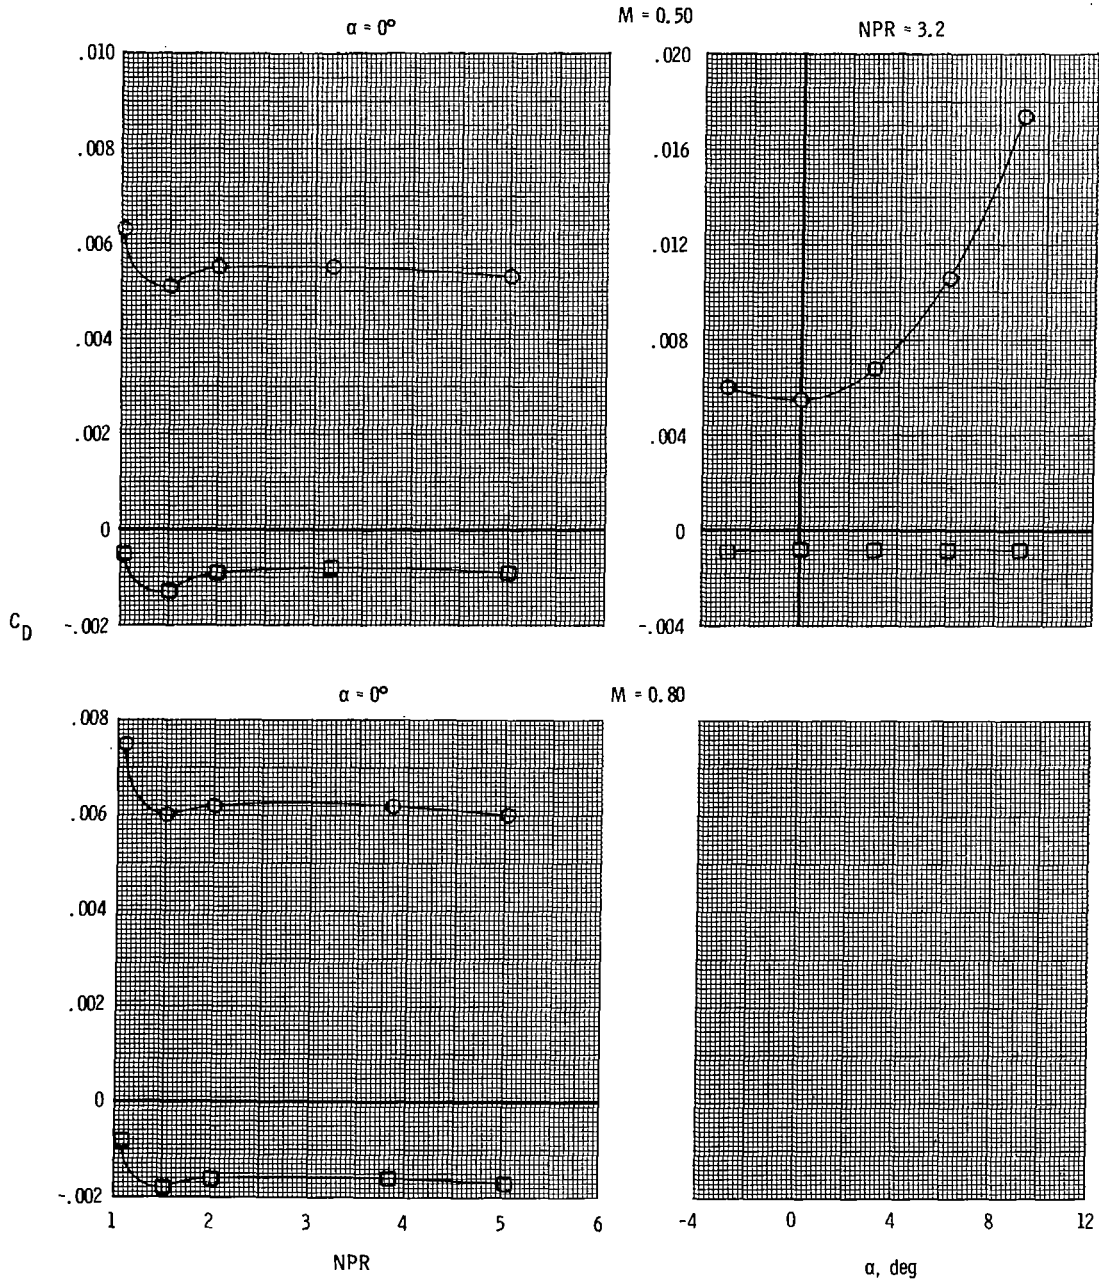 M = 0.50
α = 0°
NPR = 3.2
.010
.008
.006
.004
.002
0
-.002
.020
.016
.012
.008
.004
0
-.004
C_D
α = 0°
M = 0.80
.008
.006
.004
.002
0
-.002
1 2 3 4 5 6
NPR
-4 0 4 8 12
α, deg